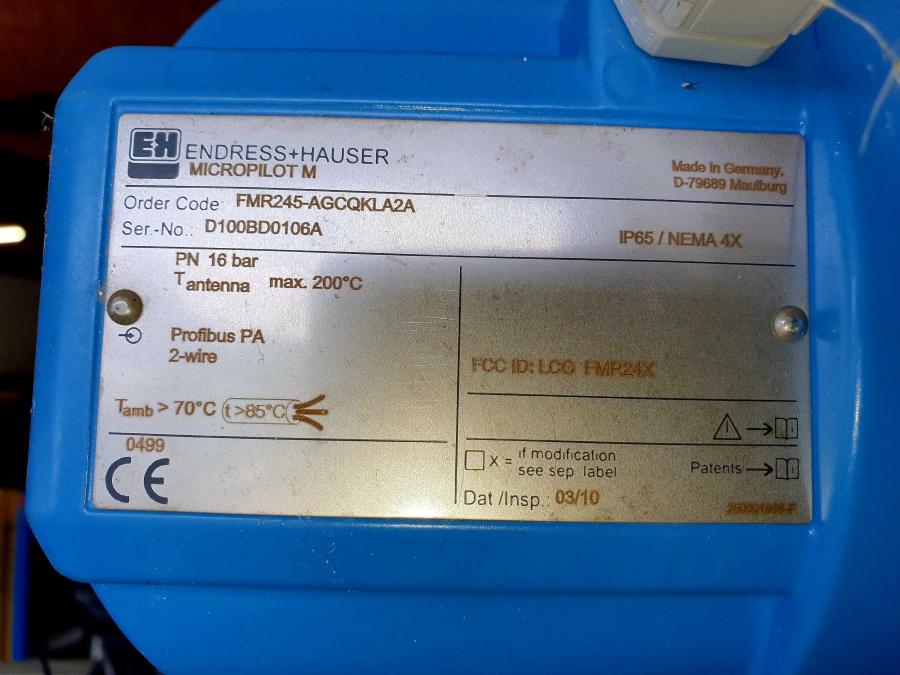 E+H ENDRESS+HAUSER
MICROPILOT M
Made in Germany.
D-79689 Maulburg
Order Code FMR245-AGCQKLA2A
Ser.-No.: D100BD0106A
IP65 / NEMA 4X
PN 16 bar
Tantenna max. 200°C
Profibus PA
2-wire
FCC ID: LCG FMR24X
Tamb > 70°C t >85°C
0499
CE
X = if modification
see sep label
Patents
Dat /Insp.: 03/10